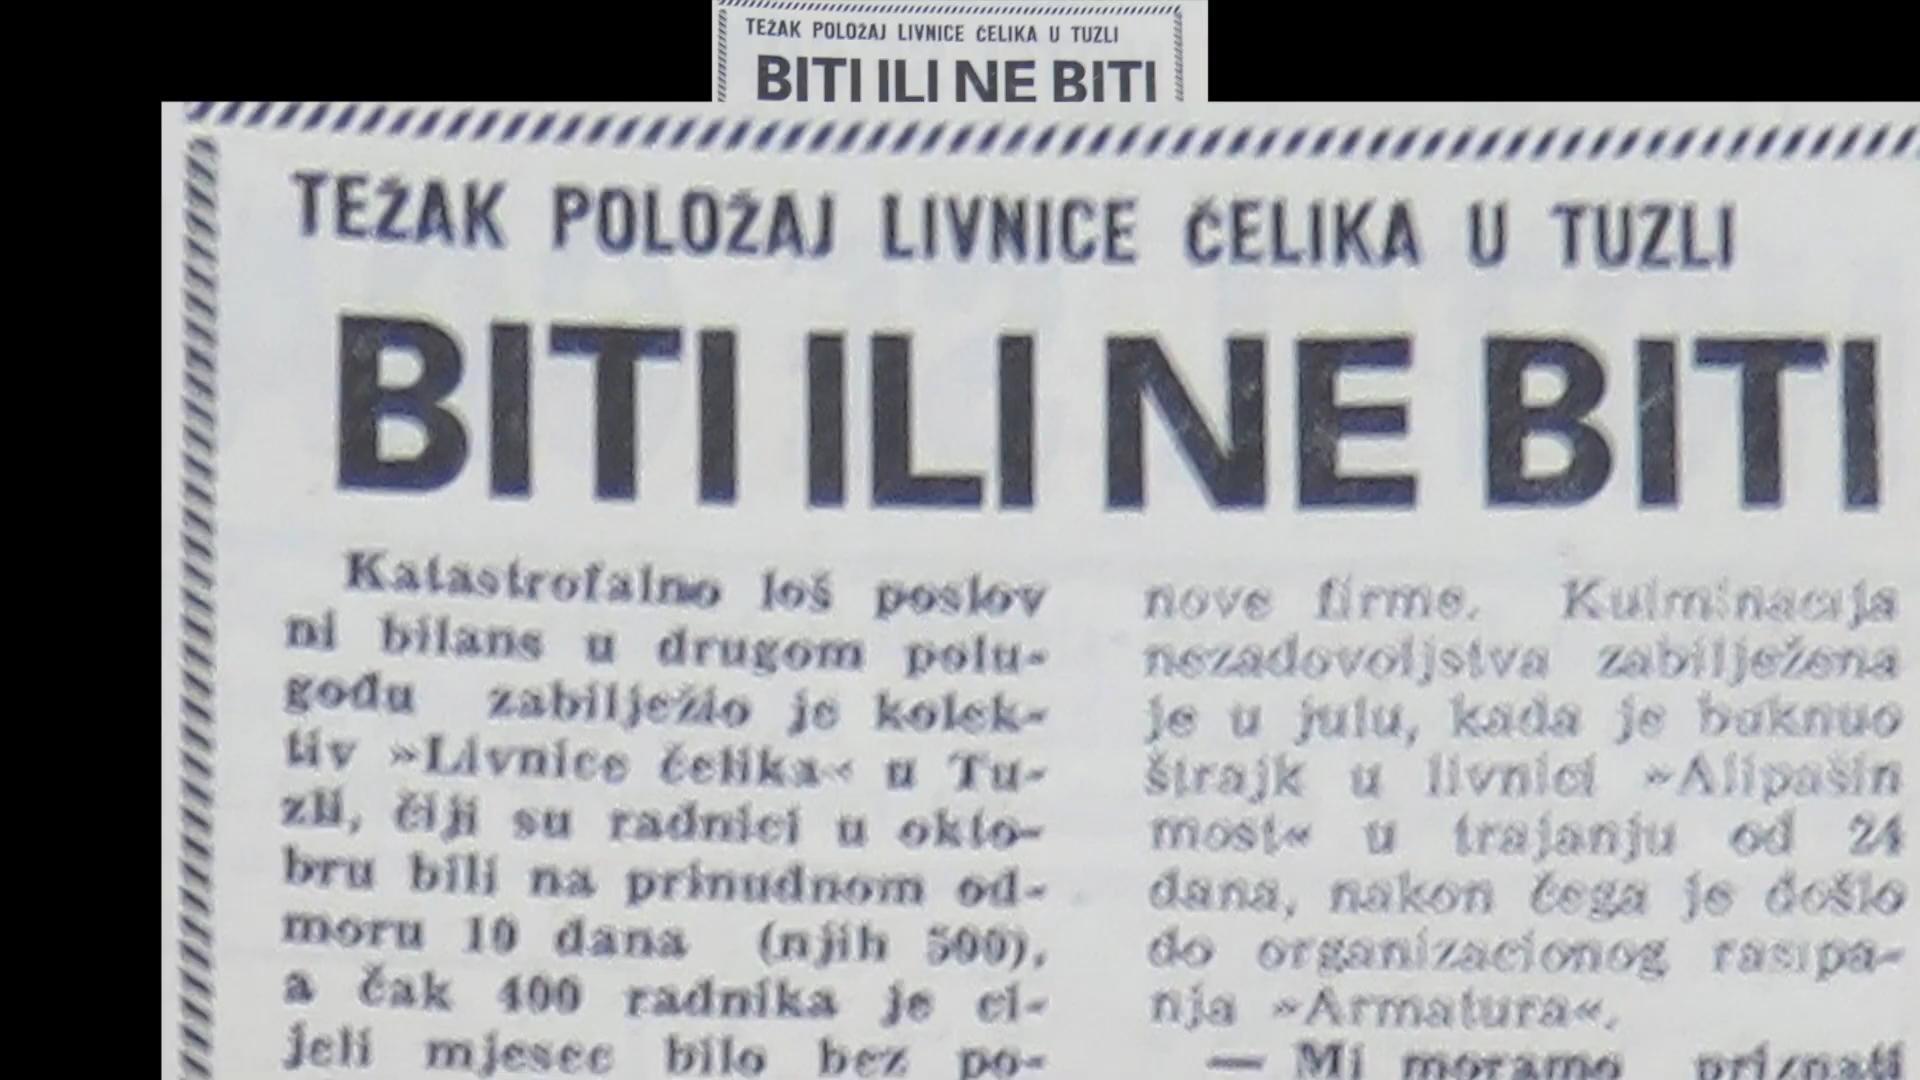 TEŽAK POLOŽAJ LIVNICE ČELIKA U TUZLI
BITI ILI NE BITI
TEŽAK POLOŽAJ LIVNICE ČELIKA U TUZLI
BITI ILI NE BITI
Katastrofalno loš poslov
ni bilans u drugom polu-
gođu zabilježio je kolek-
tiv »Livnice čelika« u Tu-
zli, čiji su radnici u okto-
bru bili na prinudnom od-
moru 10 dana (njih 500),
a čak 400 radnika je ci-
jeli mjesec bilo bez po-
nove firme. Kulminacija
nezadovoljstva zabilježena
je u julu, kada je buknuo
štrajk u livnici »Alipašin
most« u trajanju od 24
dana, nakon čega je došlo
do organizacionog rasipa-
nja »Armatura«.
— Mi moramo priznati